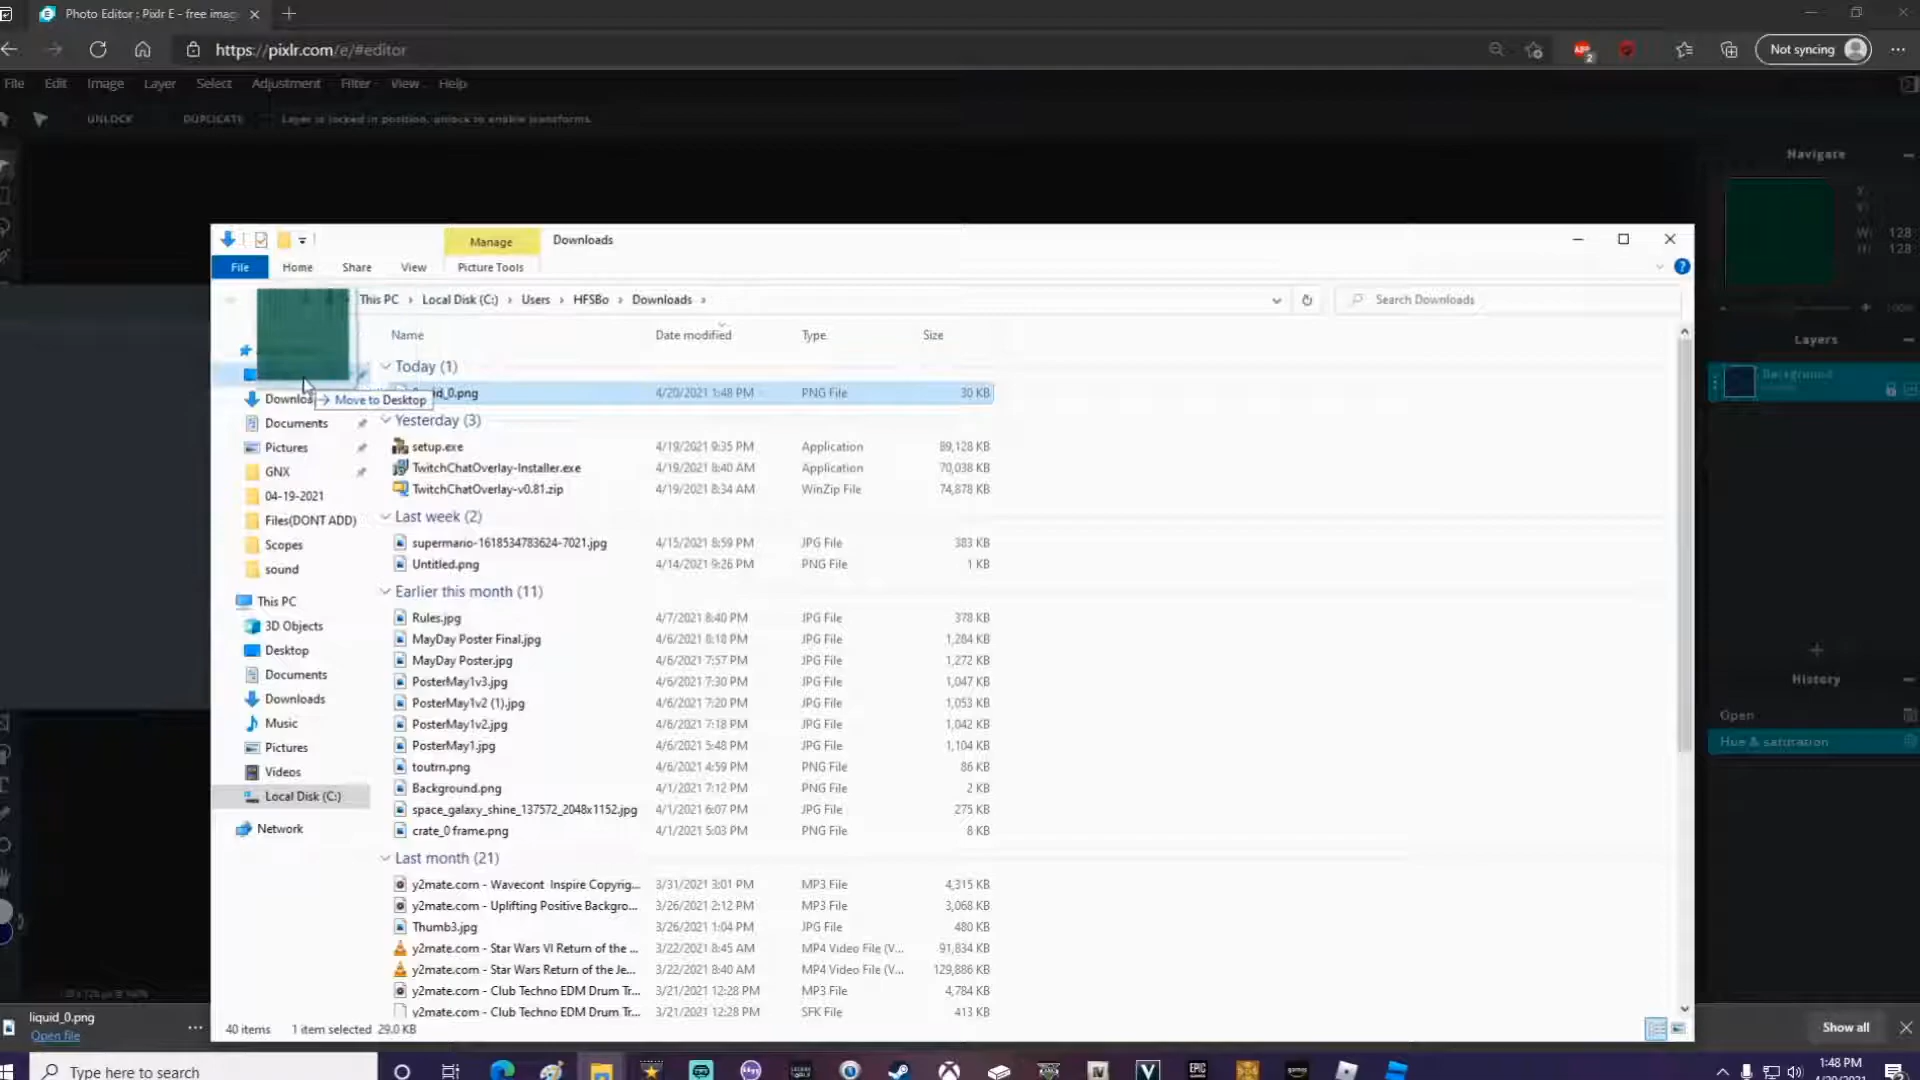 Photo Editor : Pixlr E - free imag
https://pixlr.com/e/#editor
Not syncing
File Edit Image Layer Select Adjustment Filter View Help
UNLOCK DUPLICATE Layer is locked in position, unlock to enable transforms.
Navigate
W: 128
H: 128
100%
Manage Downloads
File Home Share View Picture Tools
This PC › Local Disk (C:) › Users › HFSBo › Downloads ›
Search Downloads
Name Date modified Type Size
Layers
Background
Today (1)
id_0.png 4/20/2021 1:48 PM PNG File 30 KB
Downloa
Move to Desktop
Documents
Pictures
GNX
04-19-2021
Files(DONT ADD)
Scopes
sound
This PC
3D Objects
Desktop
Documents
Downloads
Music
Pictures
Videos
Local Disk (C:)
Network
Yesterday (3)
setup.exe 4/19/2021 9:35 PM Application 89,128 KB
TwitchChatOverlay-Installer.exe 4/19/2021 8:40 AM Application 70,038 KB
TwitchChatOverlay-v0.81.zip 4/19/2021 8:34 AM WinZip File 74,878 KB
Last week (2)
supermario-1618534783624-7021.jpg 4/15/2021 8:59 PM JPG File 383 KB
Untitled.png 4/14/2021 9:26 PM PNG File 1 KB
Earlier this month (11)
Rules.jpg 4/7/2021 8:40 PM JPG File 378 KB
MayDay Poster Final.jpg 4/6/2021 8:18 PM JPG File 1,284 KB
MayDay Poster.jpg 4/6/2021 7:57 PM JPG File 1,272 KB
PosterMay1v3.jpg 4/6/2021 7:30 PM JPG File 1,047 KB
PosterMay1v2 (1).jpg 4/6/2021 7:20 PM JPG File 1,053 KB
PosterMay1v2.jpg 4/6/2021 7:18 PM JPG File 1,042 KB
PosterMay1.jpg 4/6/2021 5:48 PM JPG File 1,104 KB
toutrn.png 4/6/2021 4:59 PM PNG File 86 KB
Background.png 4/1/2021 7:12 PM PNG File 2 KB
space_galaxy_shine_137572_2048x1152.jpg 4/1/2021 6:07 PM JPG File 275 KB
crate_0 frame.png 4/1/2021 5:03 PM PNG File 8 KB
Last month (21)
y2mate.com - Wavecont Inspire Copyrig... 3/31/2021 3:01 PM MP3 File 4,315 KB
y2mate.com - Uplifting Positive Backgro... 3/26/2021 2:12 PM MP3 File 3,068 KB
Thumb3.jpg 3/26/2021 1:04 PM JPG File 480 KB
y2mate.com - Star Wars VI Return of the ... 3/22/2021 8:45 AM MP4 Video File (V... 91,834 KB
y2mate.com - Star Wars Return of the Je... 3/22/2021 8:40 AM MP4 Video File (V... 129,886 KB
y2mate.com - Club Techno EDM Drum Tr... 3/21/2021 12:28 PM MP3 File 4,784 KB
y2mate.com - Club Techno EDM Drum Tr... 3/21/2021 12:28 PM SFK File 413 KB
40 items 1 item selected 29.0 KB
History
Open
Hue & saturation
liquid_0.png
Open file
Show all
Type here to search
1:48 PM
4/20/2021